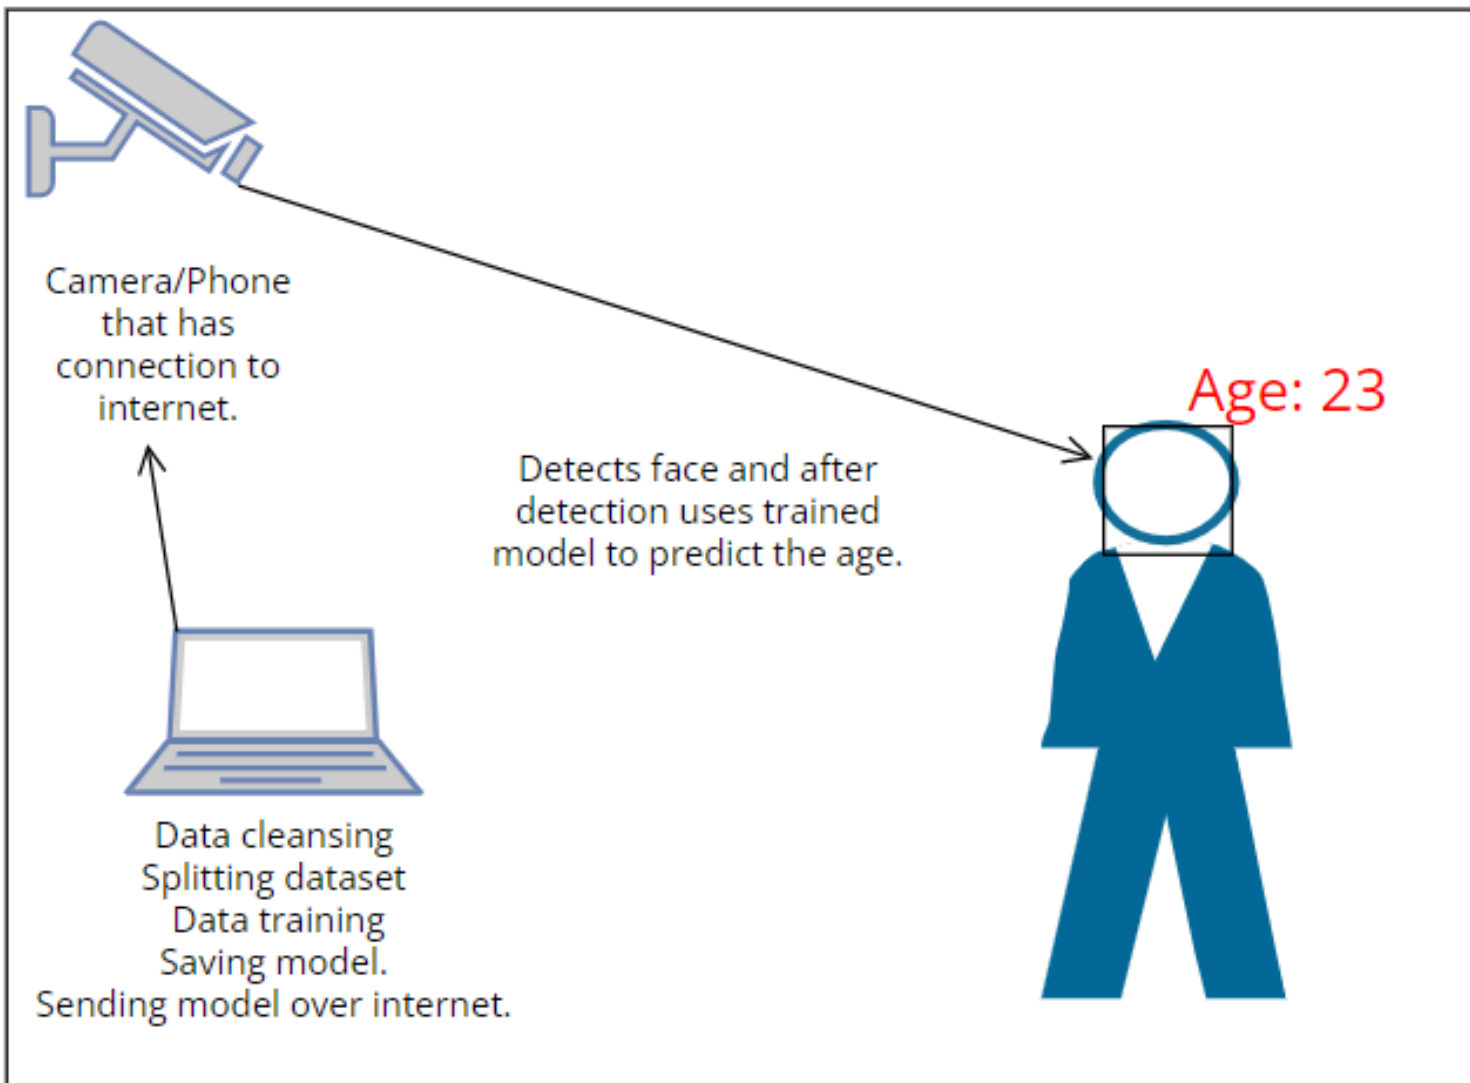 Camera/Phone
that has
connection to
internet.
Age: 23
Detects face and after
detection uses trained
model to predict the age.
Data cleansing
Splitting dataset
Data training
Saving model.
Sending model over internet.